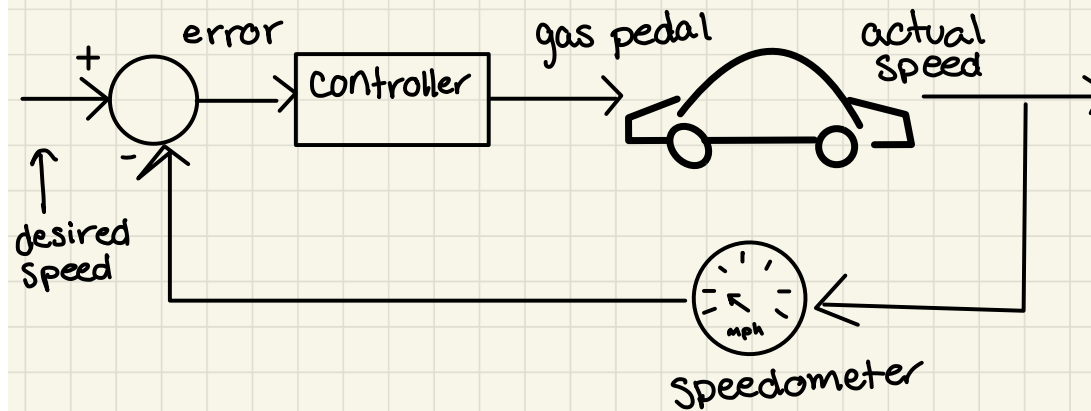 error
gas pedal
actual
speed
+
controller
-
desired
speed
mph
speedometer